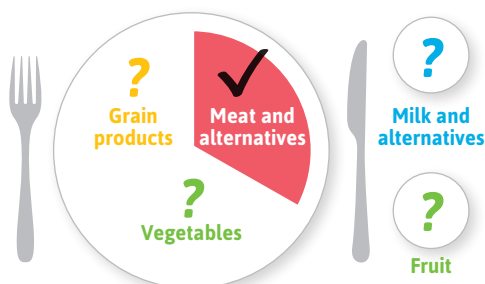 ?
Grain
products
✓
Meat and
alternatives
?
Vegetables
?
Milk and
alternatives
?
Fruit